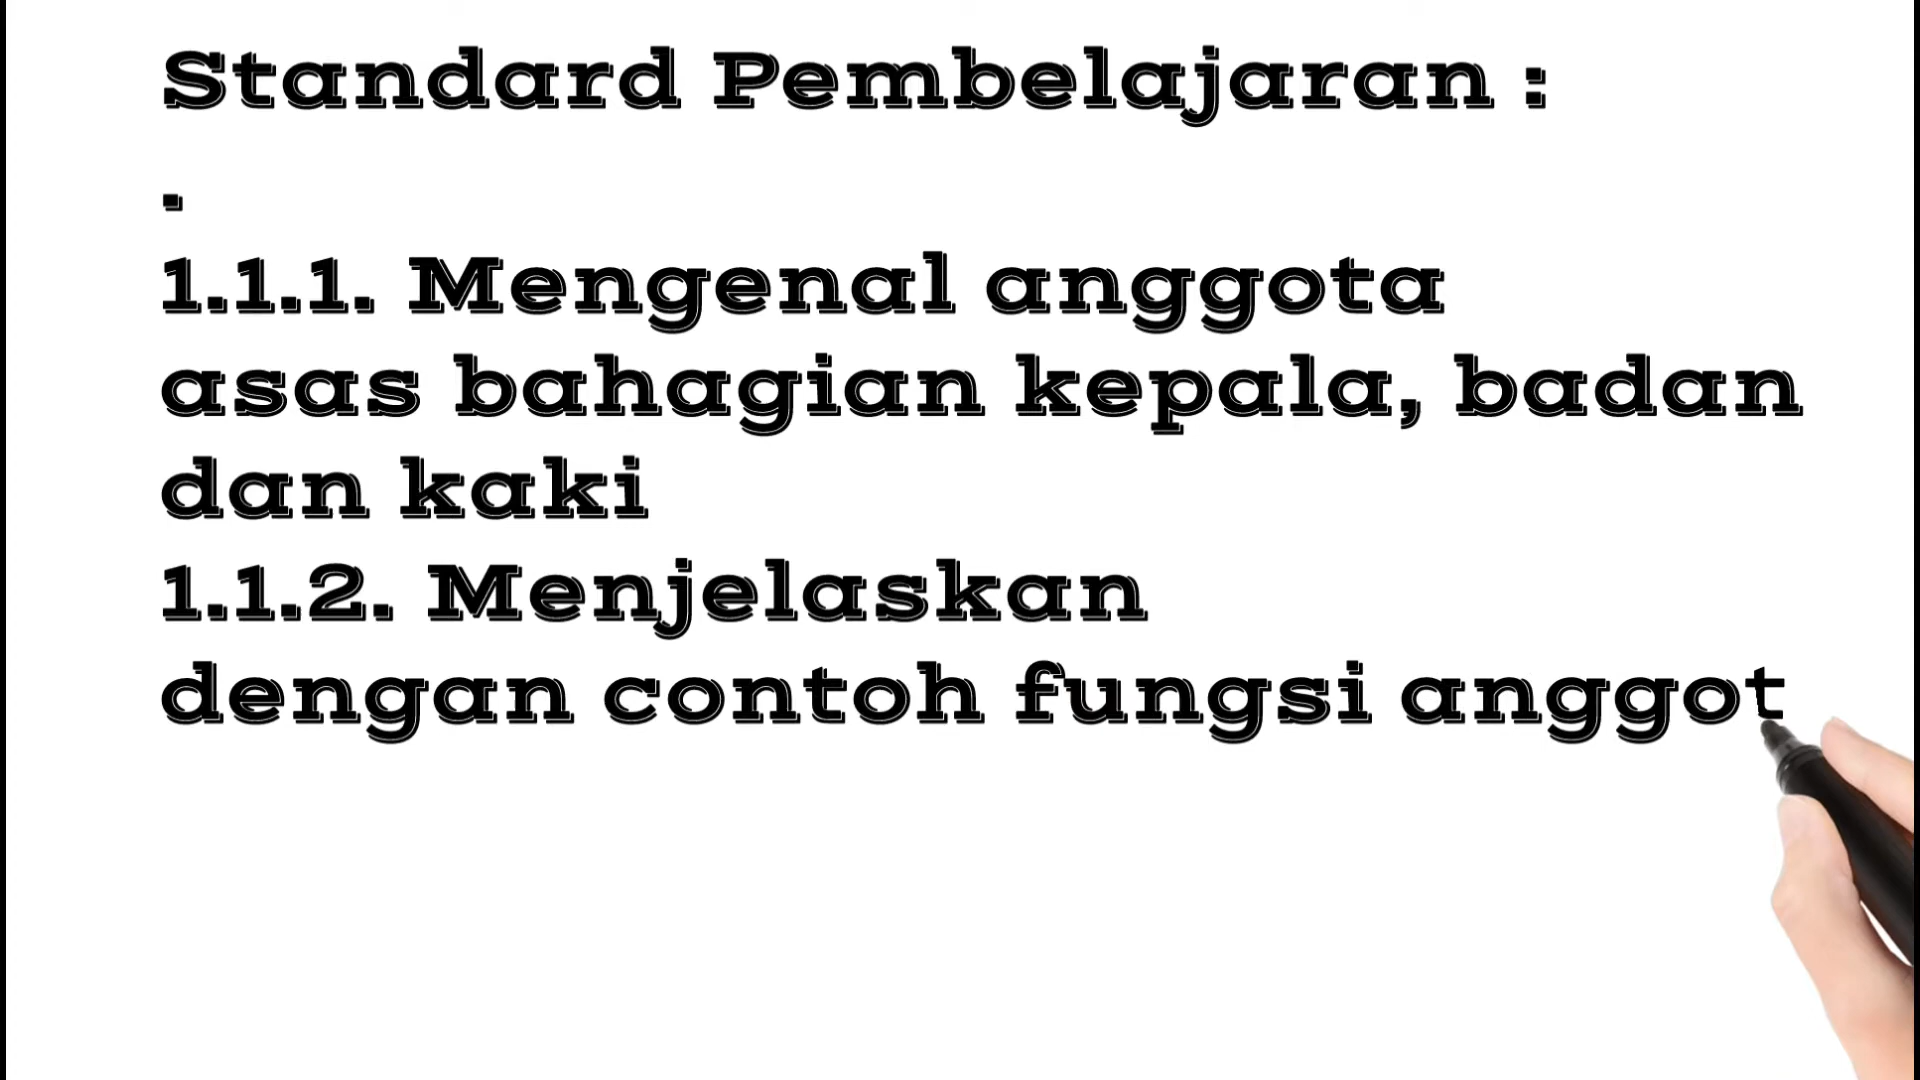 Standard Pembelajaran :
.
1.1.1. Mengenal anggota
asas bahagian kepala, badan
dan kaki
1.1.2. Menjelaskan
dengan contoh fungsi anggot